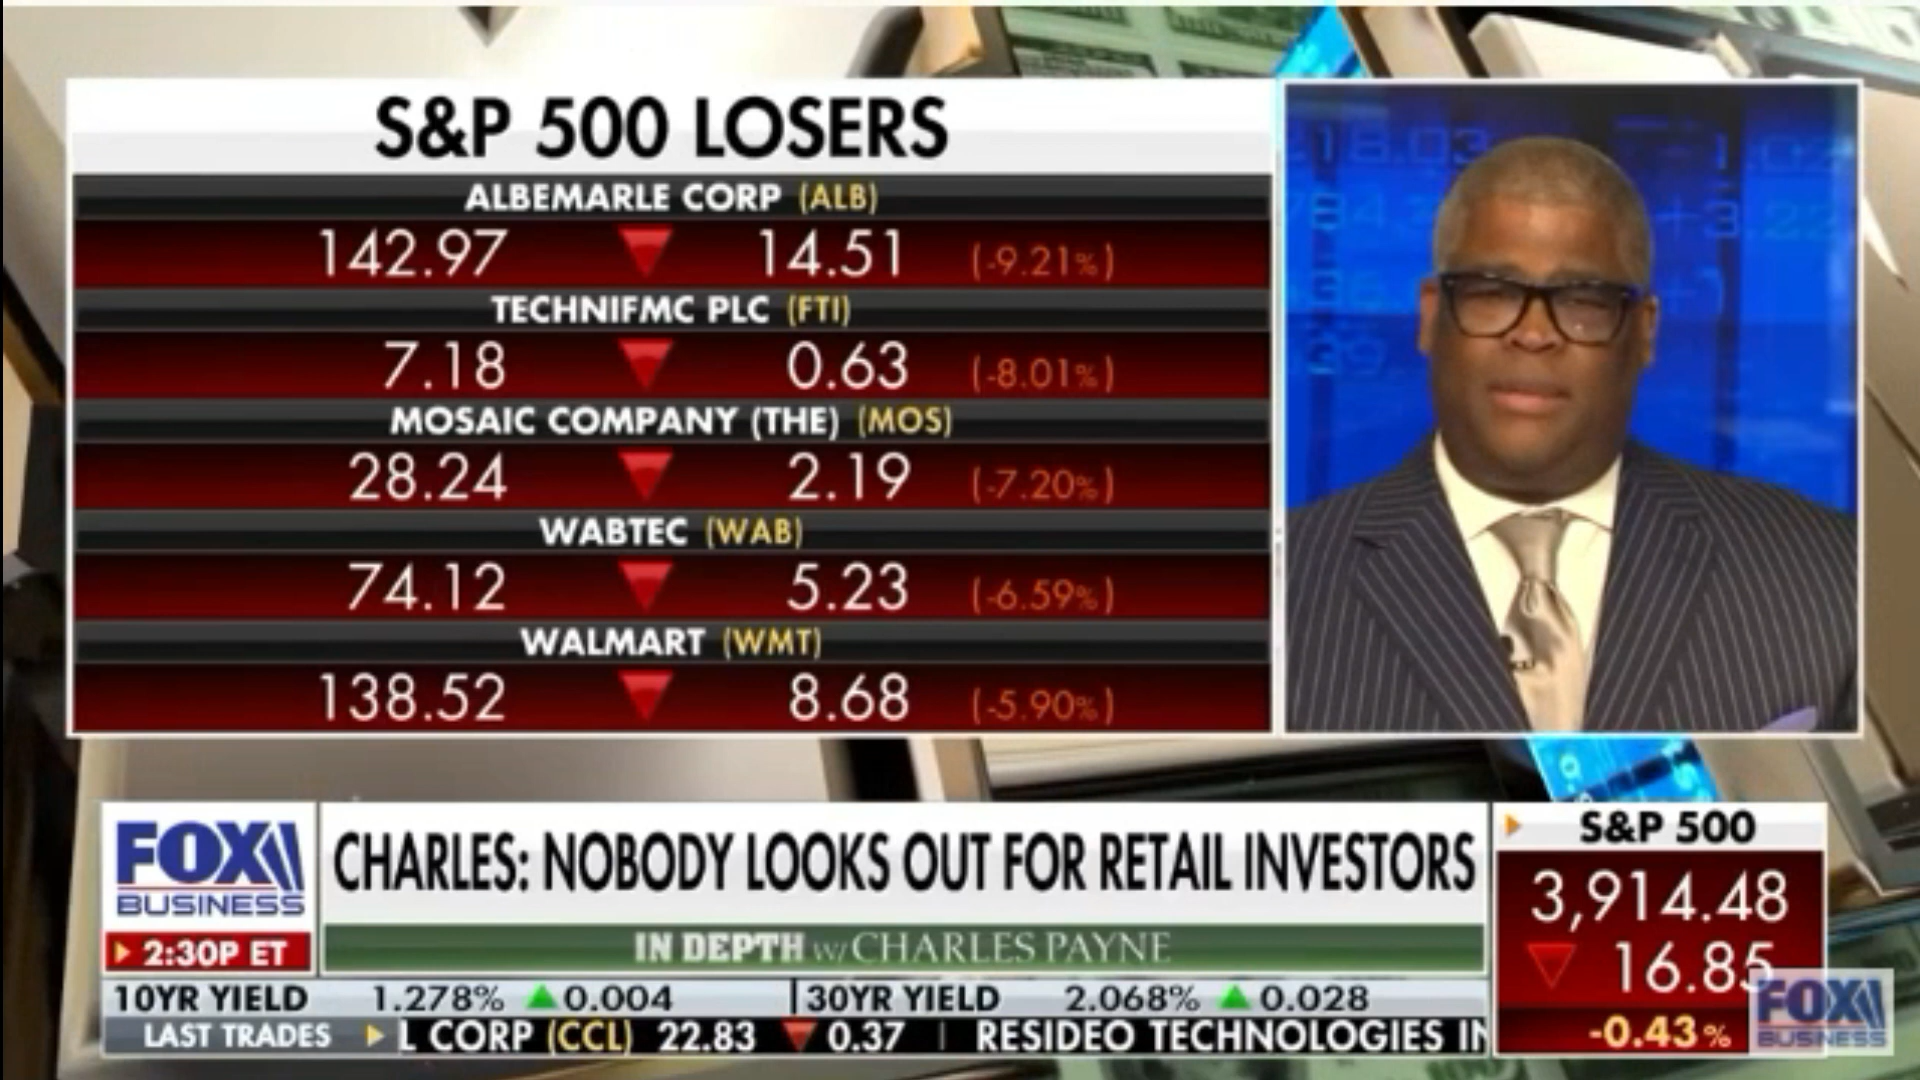 S&P 500 LOSERS
ALBEMARLE CORP (ALB)
142.97 ▼ 14.51 (-9.21%)
TECHNIFMC PLC (FTI)
7.18 ▼ 0.63 (-8.01%)
MOSAIC COMPANY (THE) (MOS)
28.24 ▼ 2.19 (-7.20%)
WABTEC (WAB)
74.12 ▼ 5.23 (-6.59%)
WALMART (WMT)
138.52 ▼ 8.68 (-5.90%)
FOX
BUSINESS
2:30P ET
CHARLES: NOBODY LOOKS OUT FOR RETAIL INVESTORS
IN DEPTH w/ CHARLES PAYNE
S&P 500
3,914.48
▼ 16.85
-0.43%
10YR YIELD 1.278% ▲ 0.004 | 30YR YIELD 2.068% ▲ 0.028
LAST TRADES L CORP (CCL) 22.83 ▼ 0.37 | RESIDEO TECHNOLOGIES IN
FOX
BUSINESS